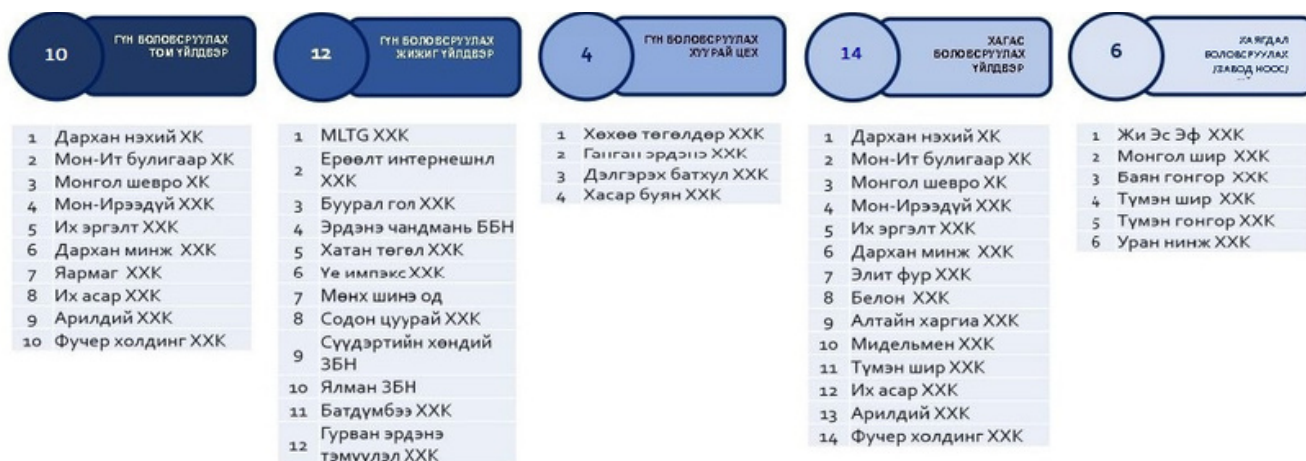 10
ГҮН БОЛОВСРУУЛАХ
ТОМ ҮЙЛДВЭР
1 Дархан нэхий ХК
2 Мон-Ит булигаар ХК
3 Монгол шевро ХК
4 Мон-Ирээдүй ХХК
5 Их эргэлт ХХК
6 Дархан минж ХХК
7 Яармаг ХХК
8 Их асар ХХК
9 Арилдий ХХК
10 Фучер холдинг ХХК
12
ГҮН БОЛОВСРУУЛАХ
ЖИЖИГ ҮЙЛДВЭР
1 MLTG ХХК
2 Ерөөлт интернешнл
ХХК
3 Буурал гол ХХК
4 Эрдэнэ чандмань ББН
5 Хатан төгөл ХХК
6 Үе импэкс ХХК
7 Мөнх шинэ од
8 Содон цуурай ХХК
9 Сүүдэртийн хөндий
ЗБН
10 Ялман ЗБН
11 Батдүмбээ ХХК
12 Гурван эрдэнэ
тэмүүлэл ХХК
4
ГҮН БОЛОВСРУУЛАХ
ХУУРАЙ ЦЕХ
1 Хөхөө төгөлдөр ХХК
2 Ганган эрдэнэ ХХК
3 Дэлгэрэх батхул ХХК
4 Хасар буян ХХК
14
ХАГАС
БОЛОВСРУУЛАХ
ҮЙЛДВЭР
1 Дархан нэхий ХК
2 Мон-Ит булигаар ХК
3 Монгол шевро ХК
4 Мон-Ирээдүй ХХК
5 Их эргэлт ХХК
6 Дархан минж ХХК
7 Элит фур ХХК
8 Белон ХХК
9 Алтайн харгиа ХХК
10 Мидельмен ХХК
11 Түмэн шир ХХК
12 Их асар ХХК
13 Арилдий ХХК
14 Фучер холдинг ХХК
6
ХАЯГДАЛ
БОЛОВСРУУЛАХ
/ЗАВОД НООС/
1 Жи Эс Эф ХХК
2 Монгол шир ХХК
3 Баян гонгор ХХК
4 Түмэн шир ХХК
5 Түмэн гонгор ХХК
6 Уран нинж ХХК